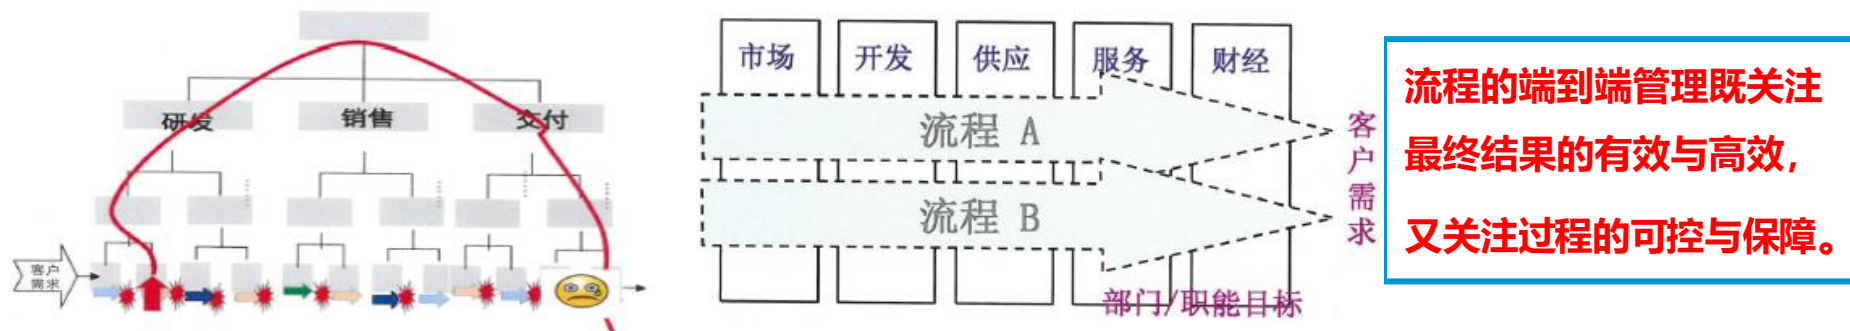 研发
销售
交付
客户
需求
市场
开发
供应
服务
财经
流程 A
流程 B
客户需求
部门/职能目标
流程的端到端管理既关注
最终结果的有效与高效，
又关注过程的可控与保障。